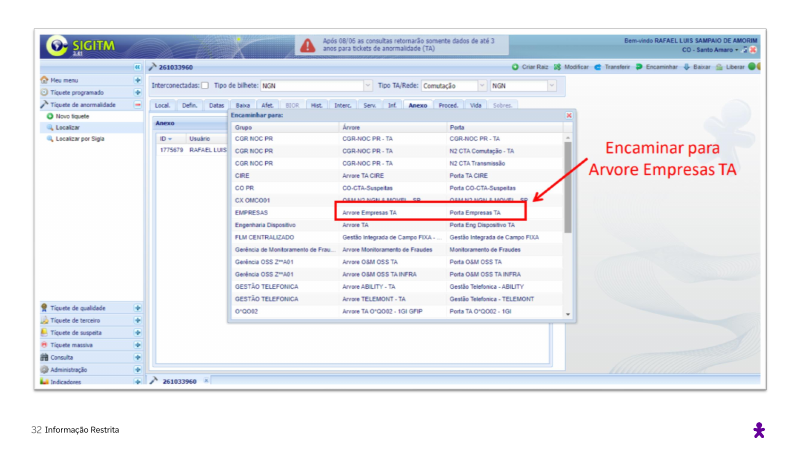 SIGITM
3.61
Após 08/06 as consultas retornarão somente dados de até 3
anos para tickets de anormalidade (TA)
Bem-vindo RAFAEL LUIS SAMPAIO DE AMORIM
CO - Santo Amaro
261033960
Criar Raiz Modificar Transferir Encaminhar Baixar Liberar
Meu menu
Tíquete programado
Tíquete de anormalidade
Novo tíquete
Localizar
Localizar por Sigla
Interconectadas: Tipo de bilhete: NGN Tipo TA/Rede: Comutação NGN
Local. Defin. Datas Baixa Afet. BIOR Hist. Interc. Serv. Inf. Anexo Proced. Vida Sobres.
Anexo
ID Usuário
1775679 RAFAEL LUIS
Encaminhar para:
Grupo Árvore Porta
CGR NOC PR CGR-NOC PR - TA CGR-NOC PR - TA
CGR NOC PR CGR-NOC PR - TA N2 CTA Comutação - TA
CGR NOC PR CGR-NOC PR - TA N2 CTA Transmissão
CIRE Arvore TA CIRE Porta TA CIRE
CO PR CO-CTA-Suspeitas Porta CO-CTA-Suspeitas
CX OMCO01 O&M N2 NGN & MOVEL - SP O&M N2 NGN & MOVEL - SP
EMPRESAS Arvore Empresas TA Porta Empresas TA
Engenharia Dispositivo Arvore TA Porta Eng Dispositivo TA
FLM CENTRALIZADO Gestão Integrada de Campo FIXA - ... Gestão Integrada de Campo FIXA
Gerência de Monitoramento de Frau... Arvore Monitoramento de Fraudes Monitoramento de Fraudes
Gerência OSS Z**A01 Arvore O&M OSS TA Porta O&M OSS TA
Gerência OSS Z**A01 Arvore O&M OSS TA INFRA Porta O&M OSS TA INFRA
GESTÃO TELEFONICA Arvore ABILITY - TA Gestão Telefonica - ABILITY
GESTÃO TELEFONICA Arvore TELEMONT - TA Gestão Telefonica - TELEMONT
O*QO02 Arvore TA O*QO02 - 1GI GFIP Porta TA O*QO02 - 1GI
Encaminar para
Arvore Empresas TA
Tíquete de qualidade
Tíquete de terceiro
Tíquete de suspeita
Tíquete massiva
Consulta
Administração
Indicadores
261033960
32 Informação Restrita